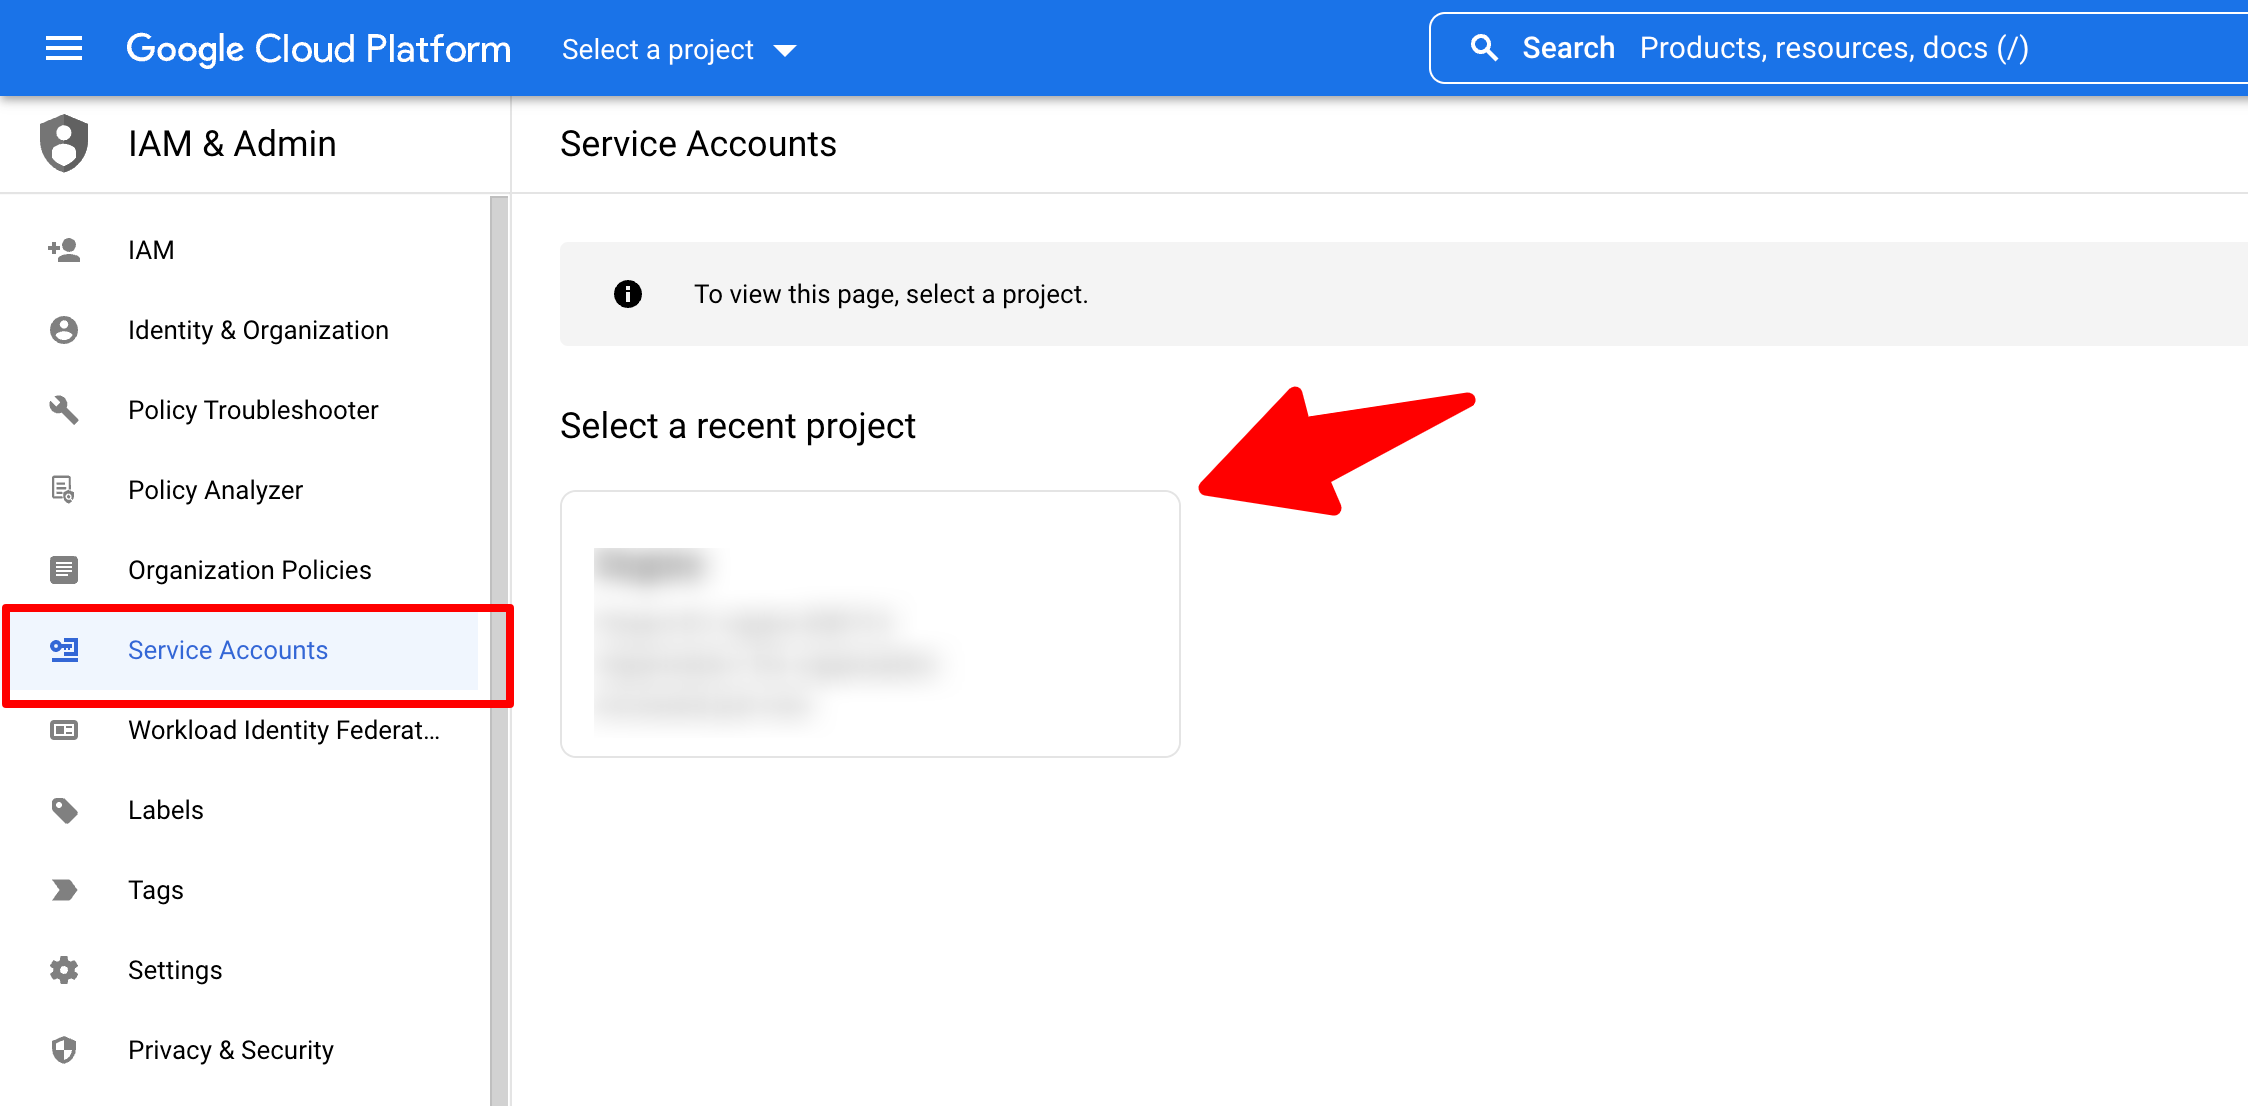 Google Cloud Platform
Select a project
Search Products, resources, docs (/)
IAM & Admin
IAM
Identity & Organization
Policy Troubleshooter
Policy Analyzer
Organization Policies
Service Accounts
Workload Identity Federat...
Labels
Tags
Settings
Privacy & Security
Service Accounts
To view this page, select a project.
Select a recent project